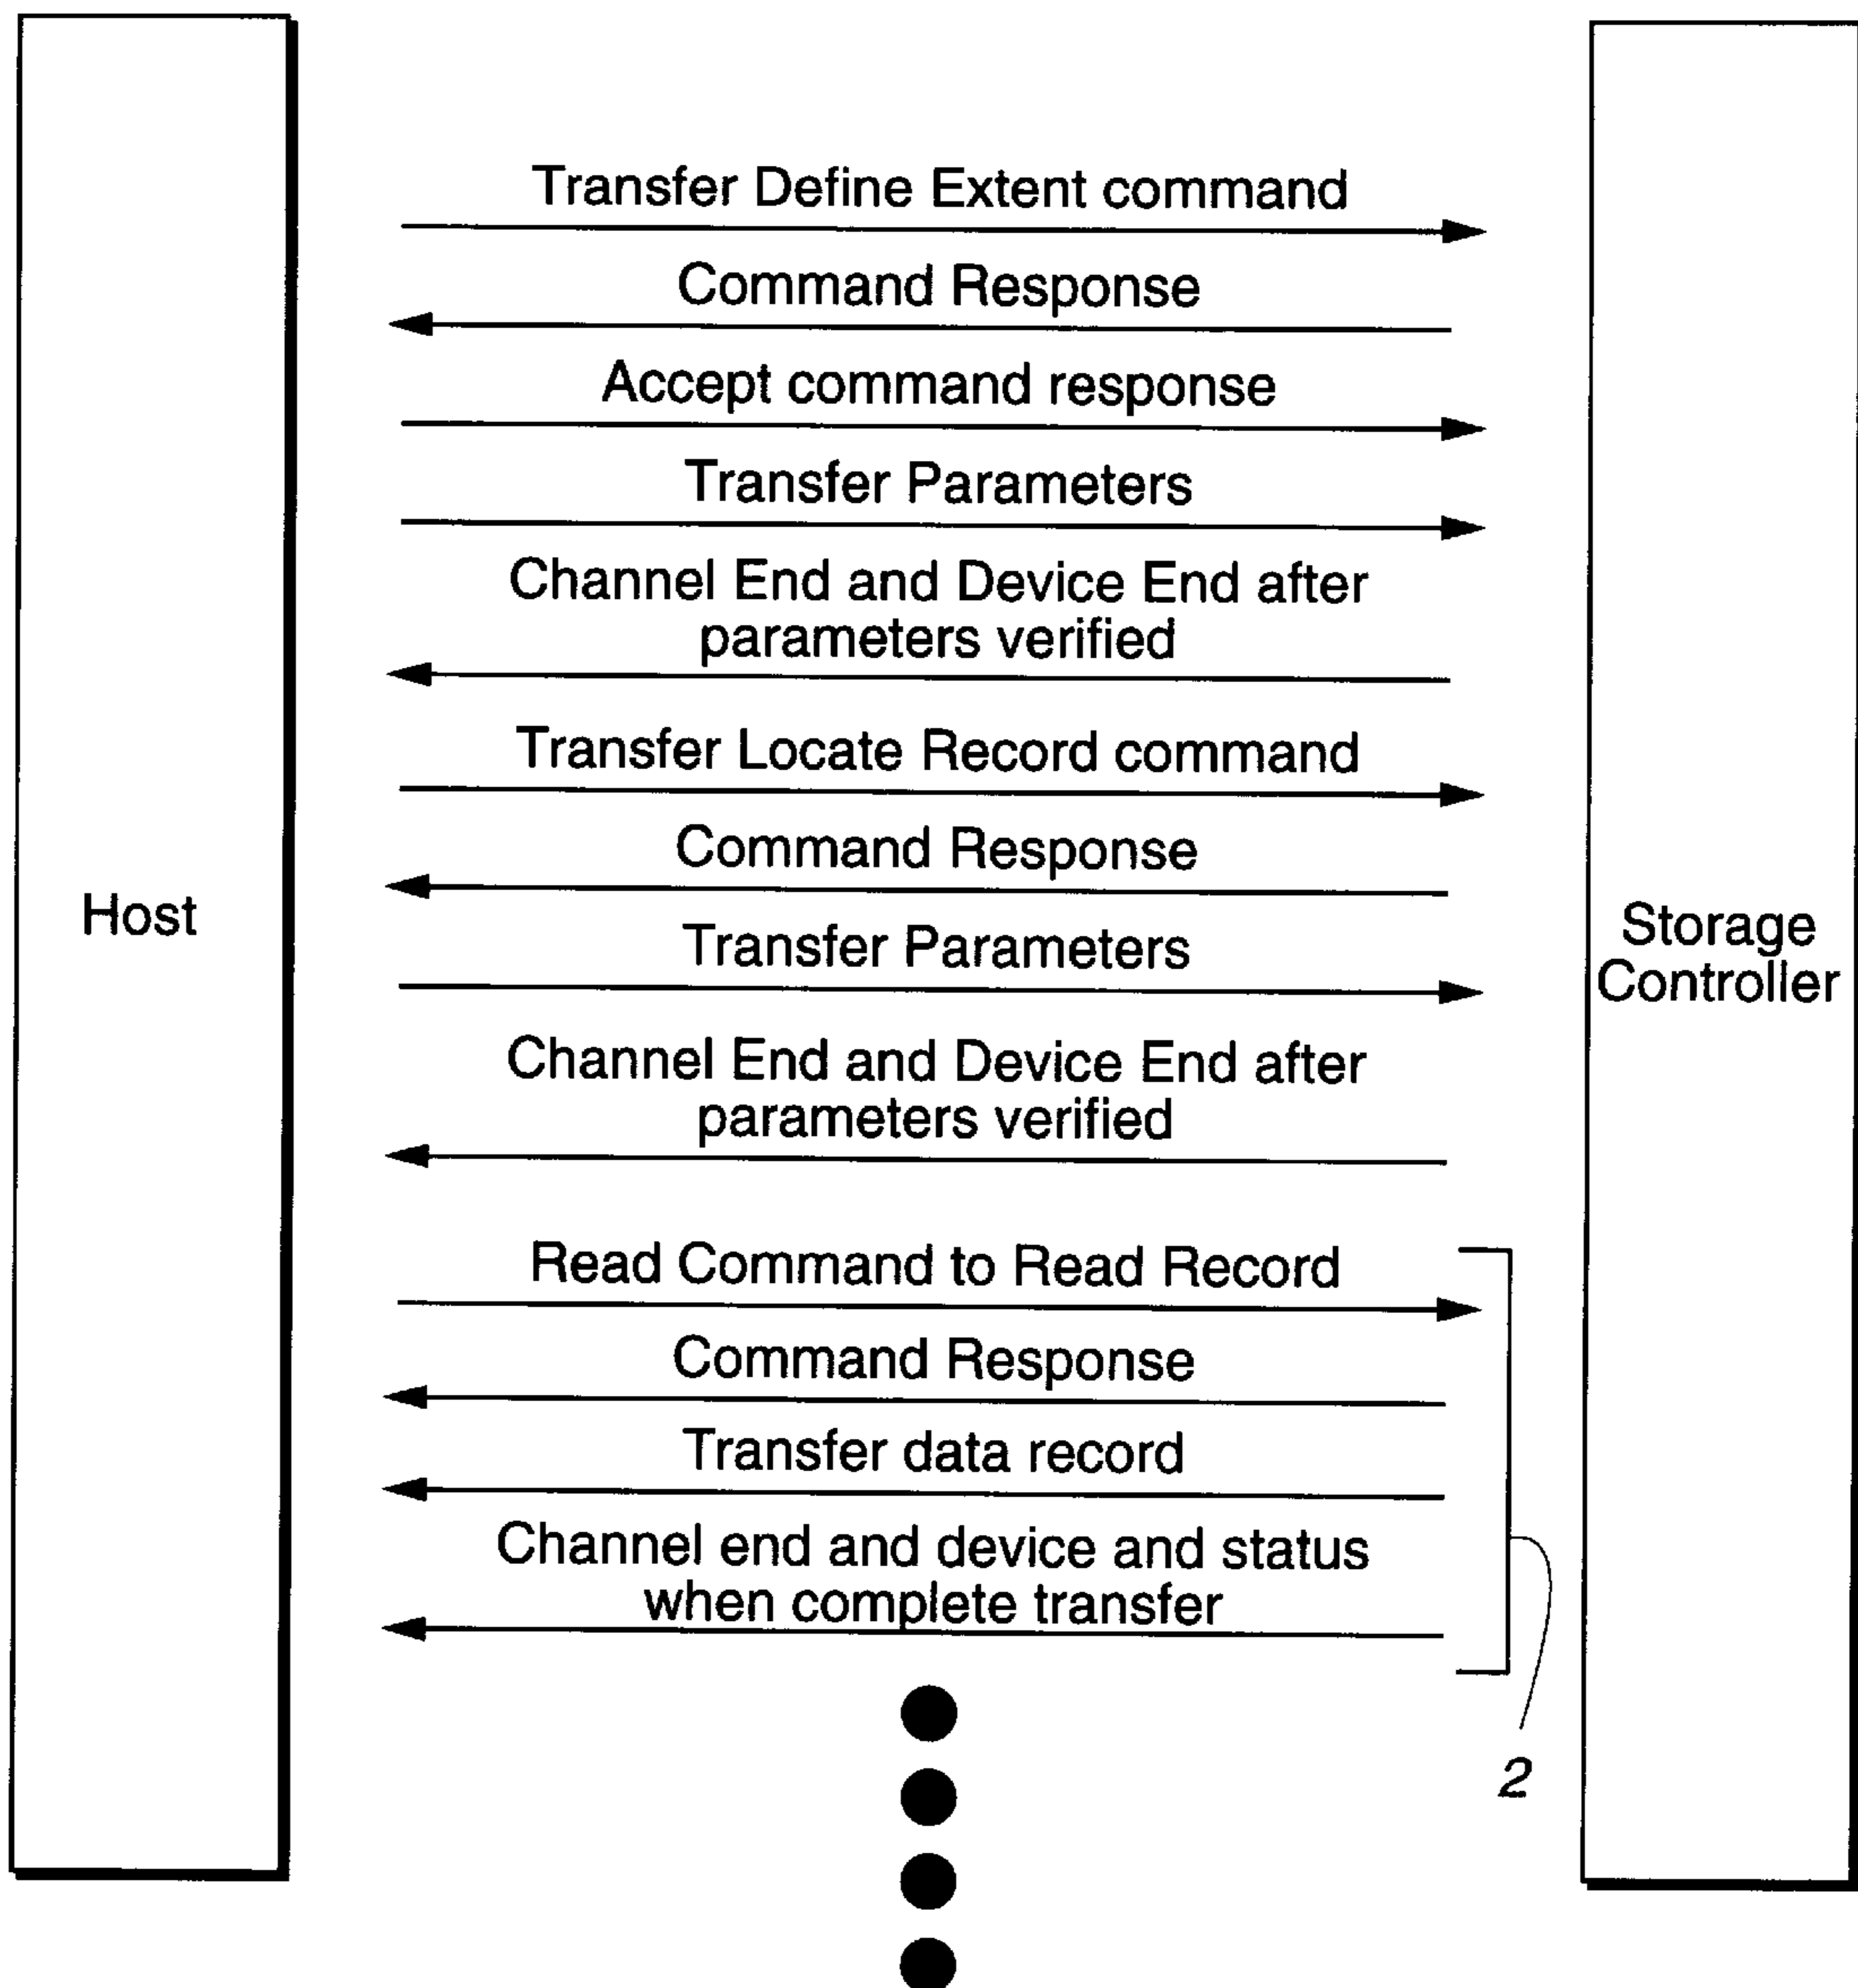 Transfer Define Extent command
Command Response
Accept command response
Transfer Parameters
Channel End and Device End after
parameters verified
Transfer Locate Record command
Command Response
Host
Storage
Controller
Transfer Parameters
Channel End and Device End after
parameters verified
Read Command to Read Record
Command Response
Transfer data record
Channel end and device and status
when complete transfer
2